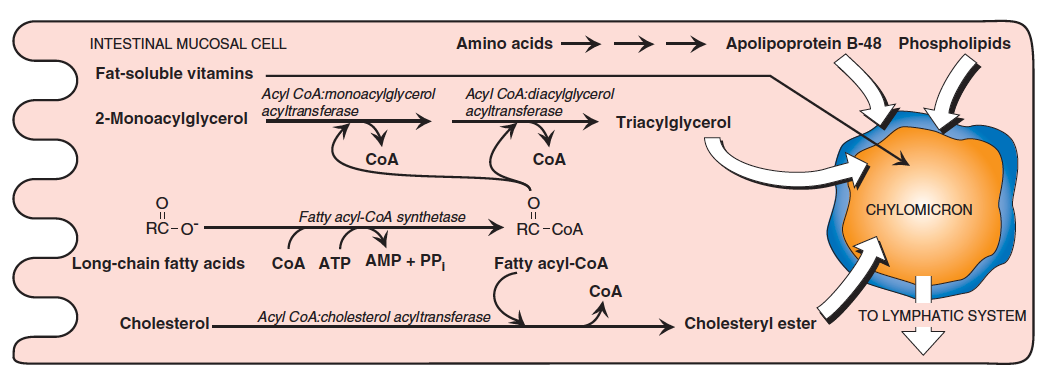 INTESTINAL MUCOSAL CELL
Amino acids
Apolipoprotein B-48
Phospholipids
Fat-soluble vitamins
Acyl CoA:monoacylglycerol
acyltransferase
Acyl CoA:diacylglycerol
acyltransferase
2-Monoacylglycerol
Triacylglycerol
CoA
CoA
O
RC-O-
Fatty acyl-CoA synthetase
O
RC-CoA
CHYLOMICRON
Long-chain fatty acids
CoA ATP AMP + PPi
Fatty acyl-CoA
CoA
Cholesterol
Acyl CoA:cholesterol acyltransferase
Cholesteryl ester
TO LYMPHATIC SYSTEM